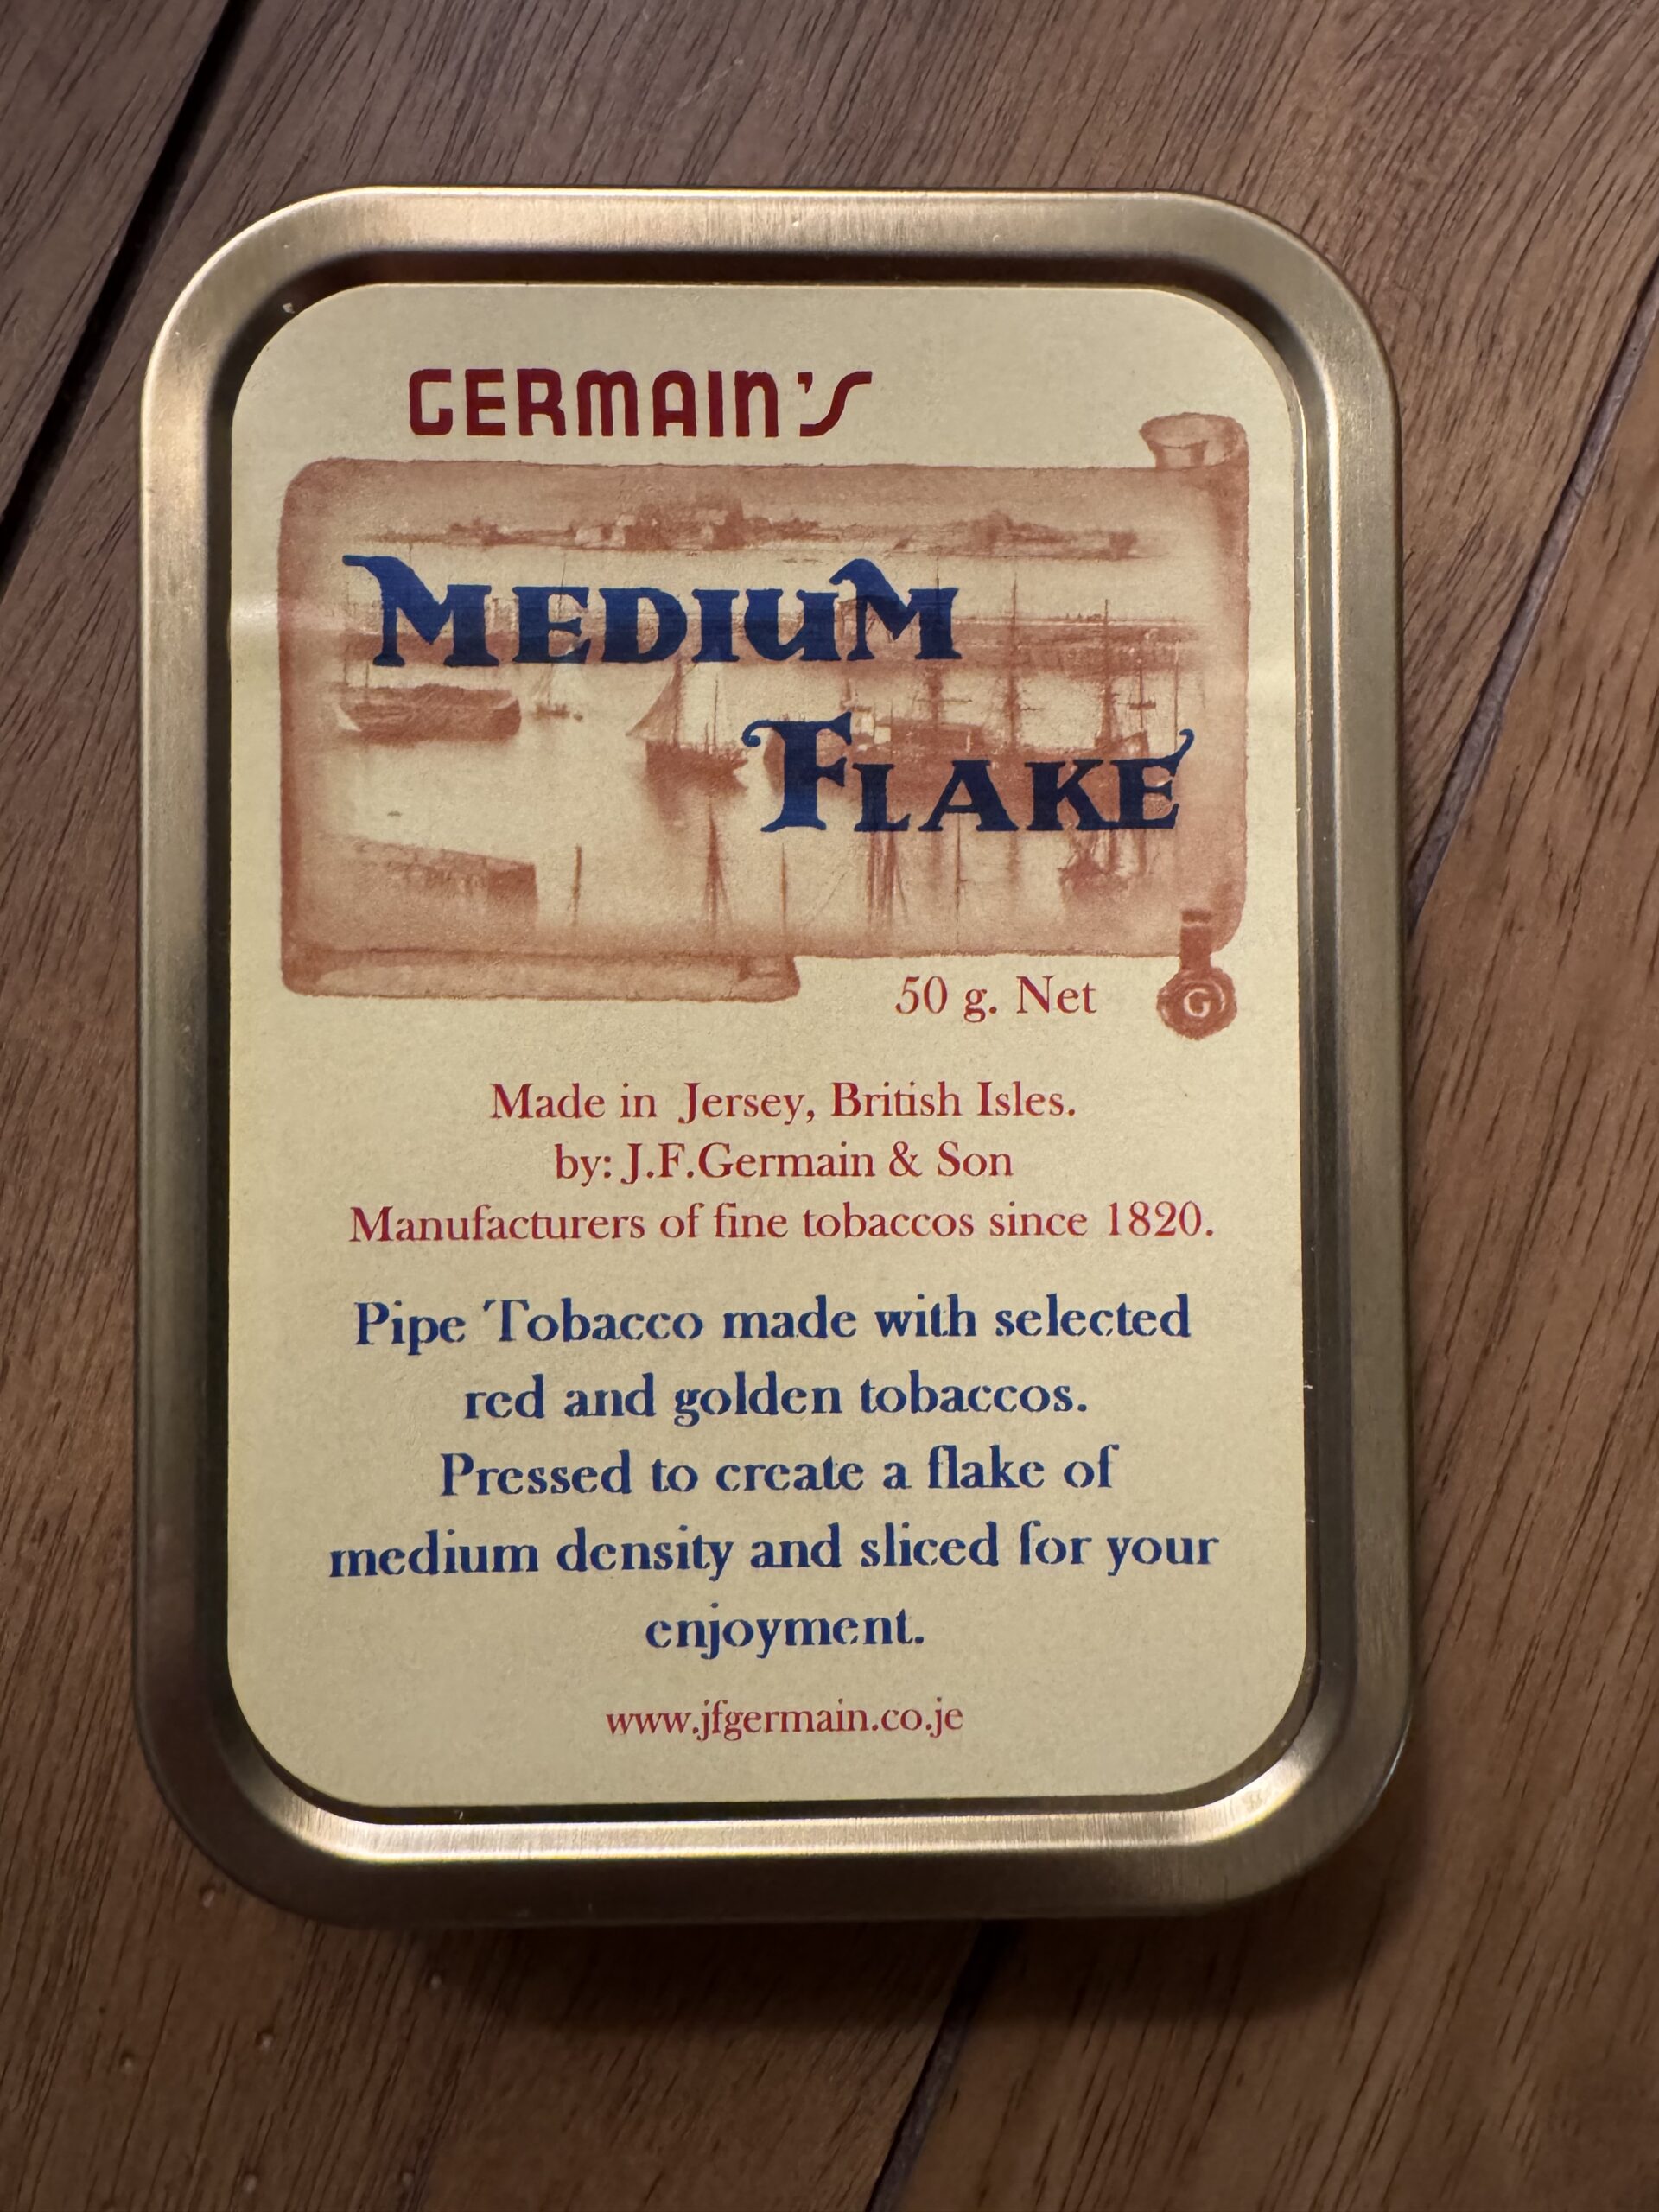 GERMAIN'S
MEDIUM
FLAKE
50 g. Net
G
Made in Jersey, British Isles.
by: J.F.Germain & Son
Manufacturers of fine tobaccos since 1820.
Pipe Tobacco made with selected
red and golden tobaccos.
Pressed to create a flake of
medium density and sliced for your
enjoyment.
www.jfgermain.co.je